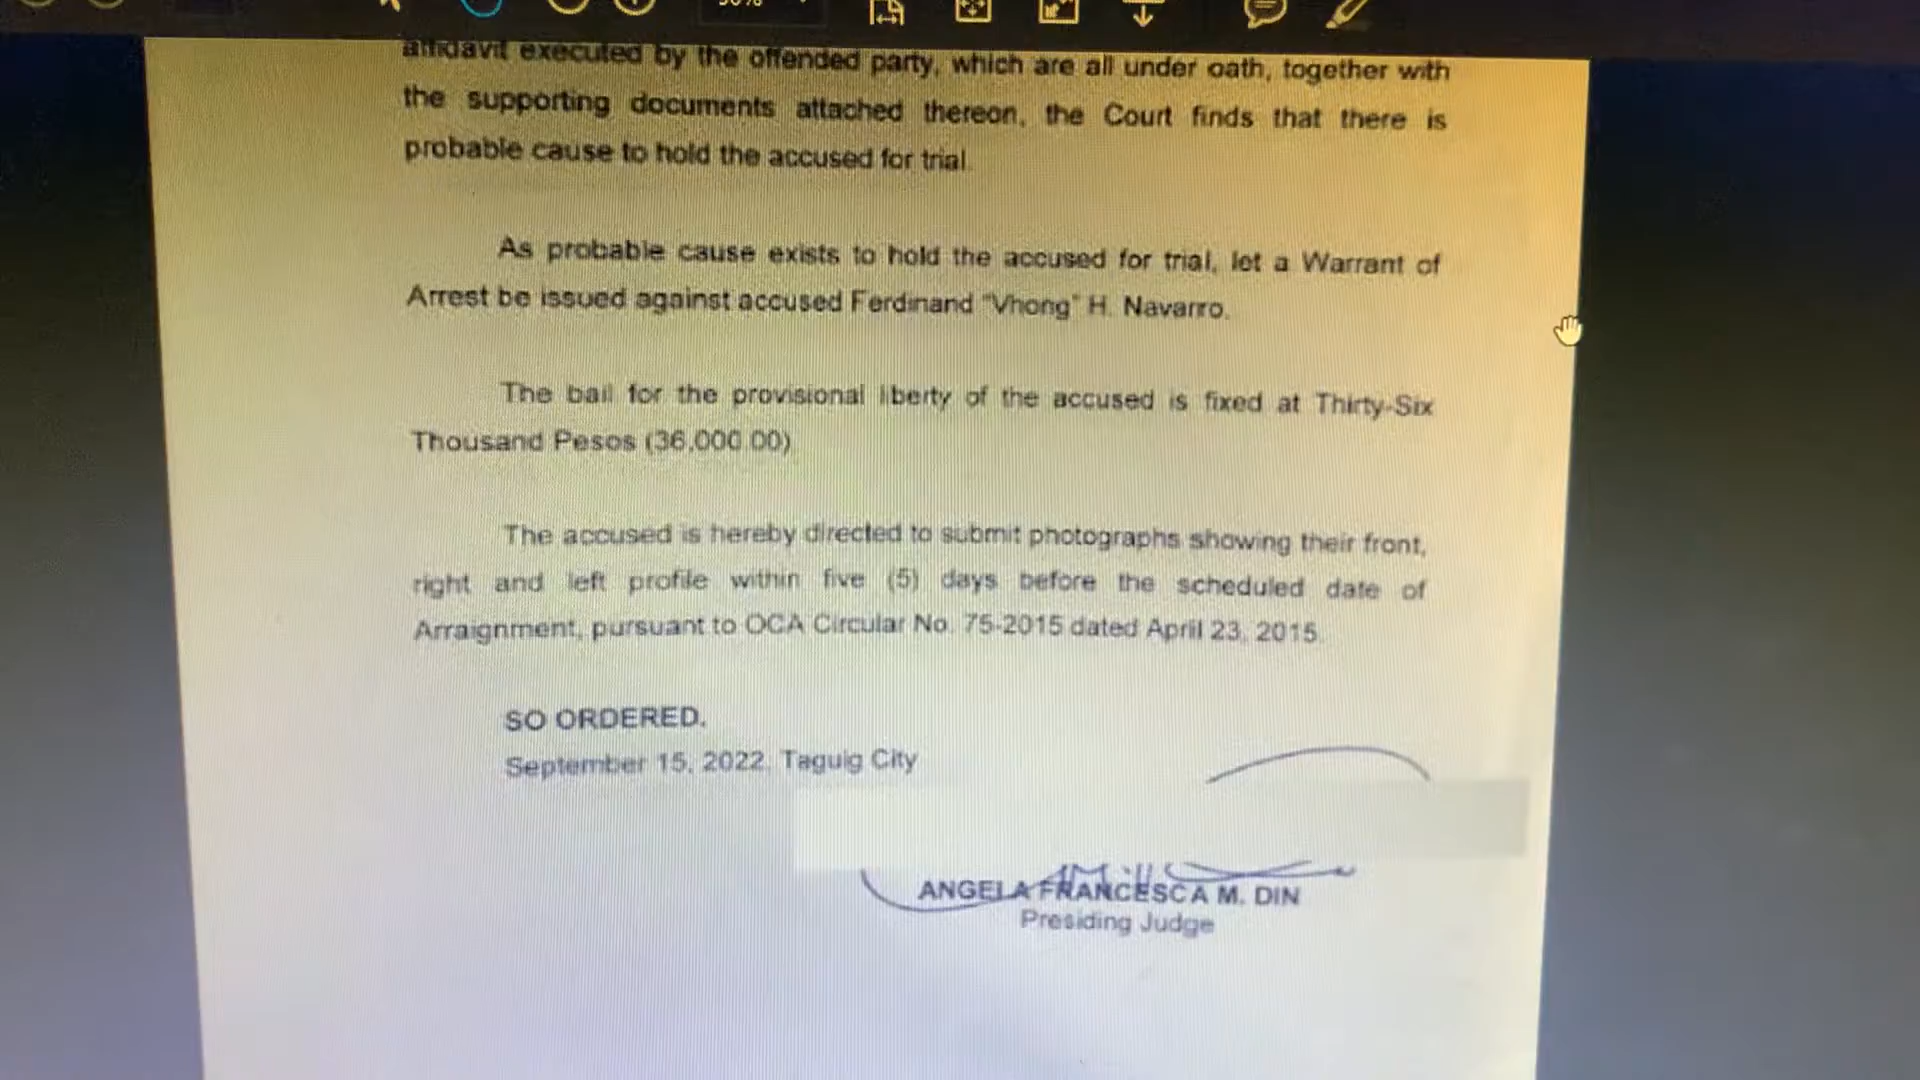 affidavit executed by the offended party, which are all under oath, together with
the supporting documents attached thereon, the Court finds that there is
probable cause to hold the accused for trial.
As probable cause exists to hold the accused for trial, let a Warrant of
Arrest be issued against accused Ferdinand "Vhong" H. Navarro.
The bail for the provisional liberty of the accused is fixed at Thirty-Six
Thousand Pesos (36,000.00)
The accused is hereby directed to submit photographs showing their front,
right and left profile within five (5) days before the scheduled date of
Arraignment, pursuant to OCA Circular No. 75-2015 dated April 23, 2015.
SO ORDERED.
September 15, 2022, Taguig City
ANGELA FRANCESCA M. DIN
Presiding Judge